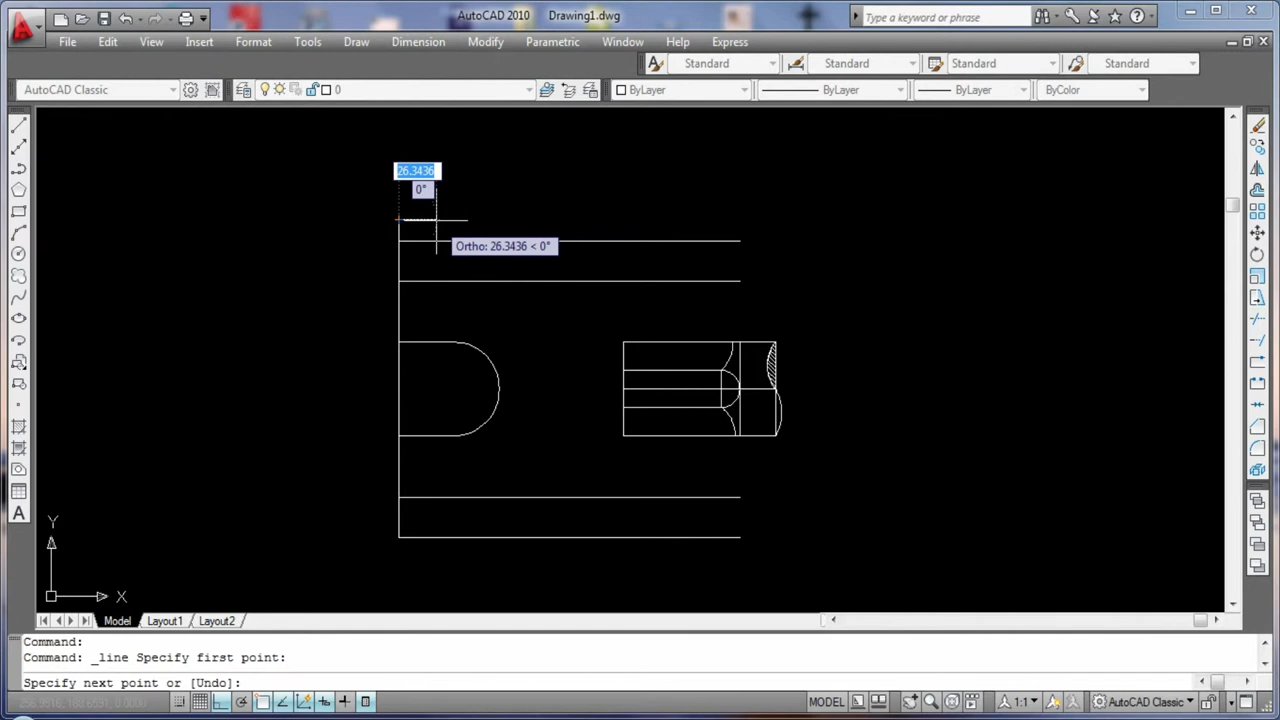 AutoCAD 2010 Drawing1.dwg
Type a keyword or phrase
File Edit View Insert Format Tools Draw Dimension Modify Parametric Window Help Express
Standard Standard Standard Standard
AutoCAD Classic 0 ByLayer ByLayer ByLayer ByColor
26.3436
0°
Ortho: 26.3436 < 0°
Y
X
Model Layout1 Layout2
Command:
Command: _line Specify first point:
Specify next point or [Undo]:
MODEL 1:1 AutoCAD Classic